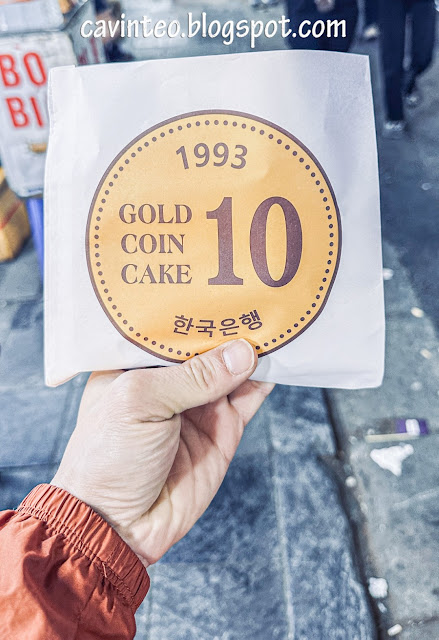 cavinteo.blogspot.com
BO
BI
1993
GOLD
COIN
CAKE
10
한국은행